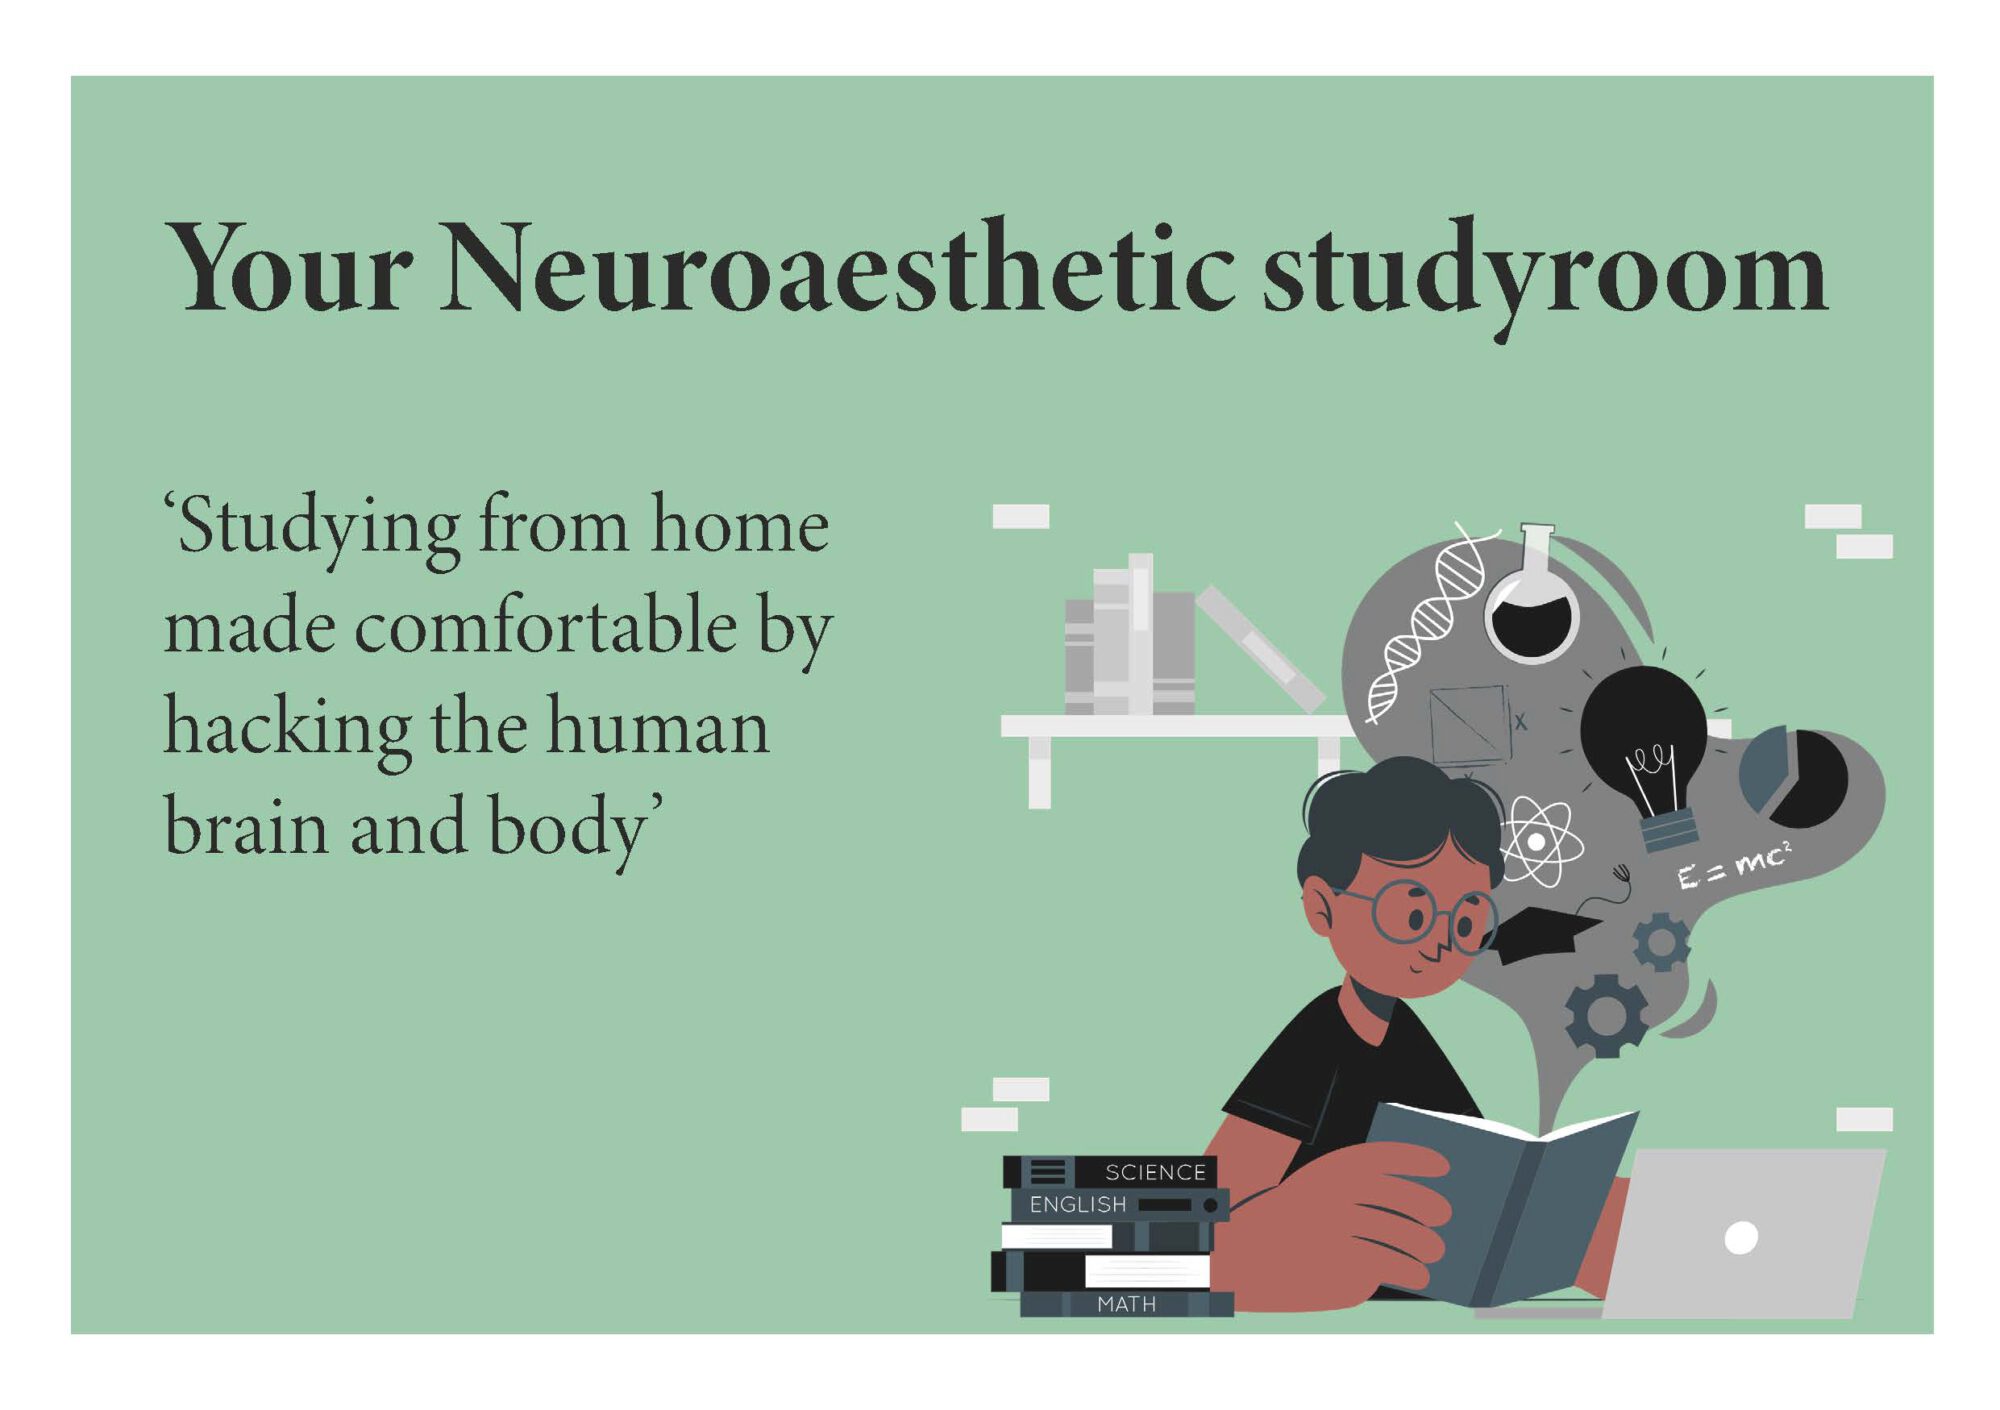 Your Neuroaesthetic studyroom
‘Studying from home
made comfortable by
hacking the human
brain and body’
X
E = mc²
SCIENCE
ENGLISH
MATH